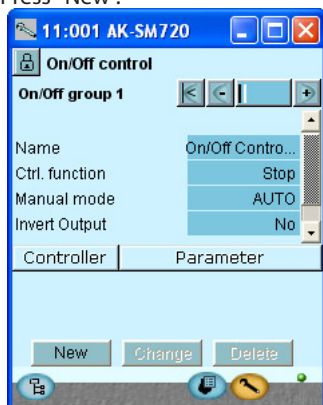 Press "New".
11:001 AK-SM720
On/Off control
On/Off group 1
Name On/Off Contro...
Ctrl. function Stop
Manual mode AUTO
Invert Output No
Controller Parameter
New Change Delete